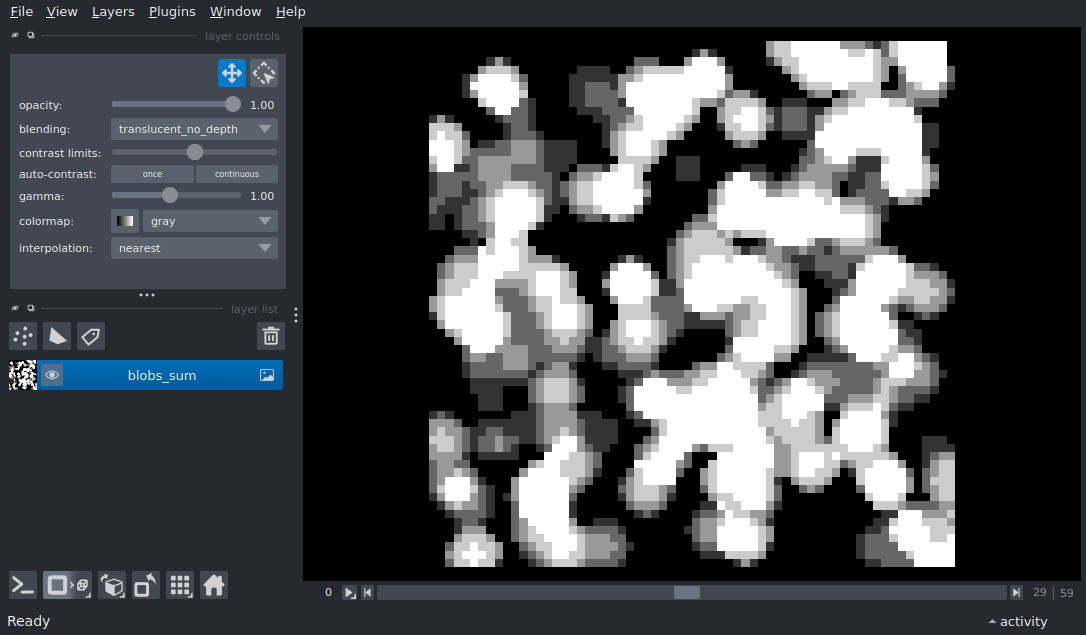 File View Layers Plugins Window Help
layer controls
opacity: 1.00
blending: translucent_no_depth
contrast limits:
auto-contrast: once continuous
gamma: 1.00
colormap: gray
interpolation: nearest
layer list
blobs_sum
0 29 59
Ready activity